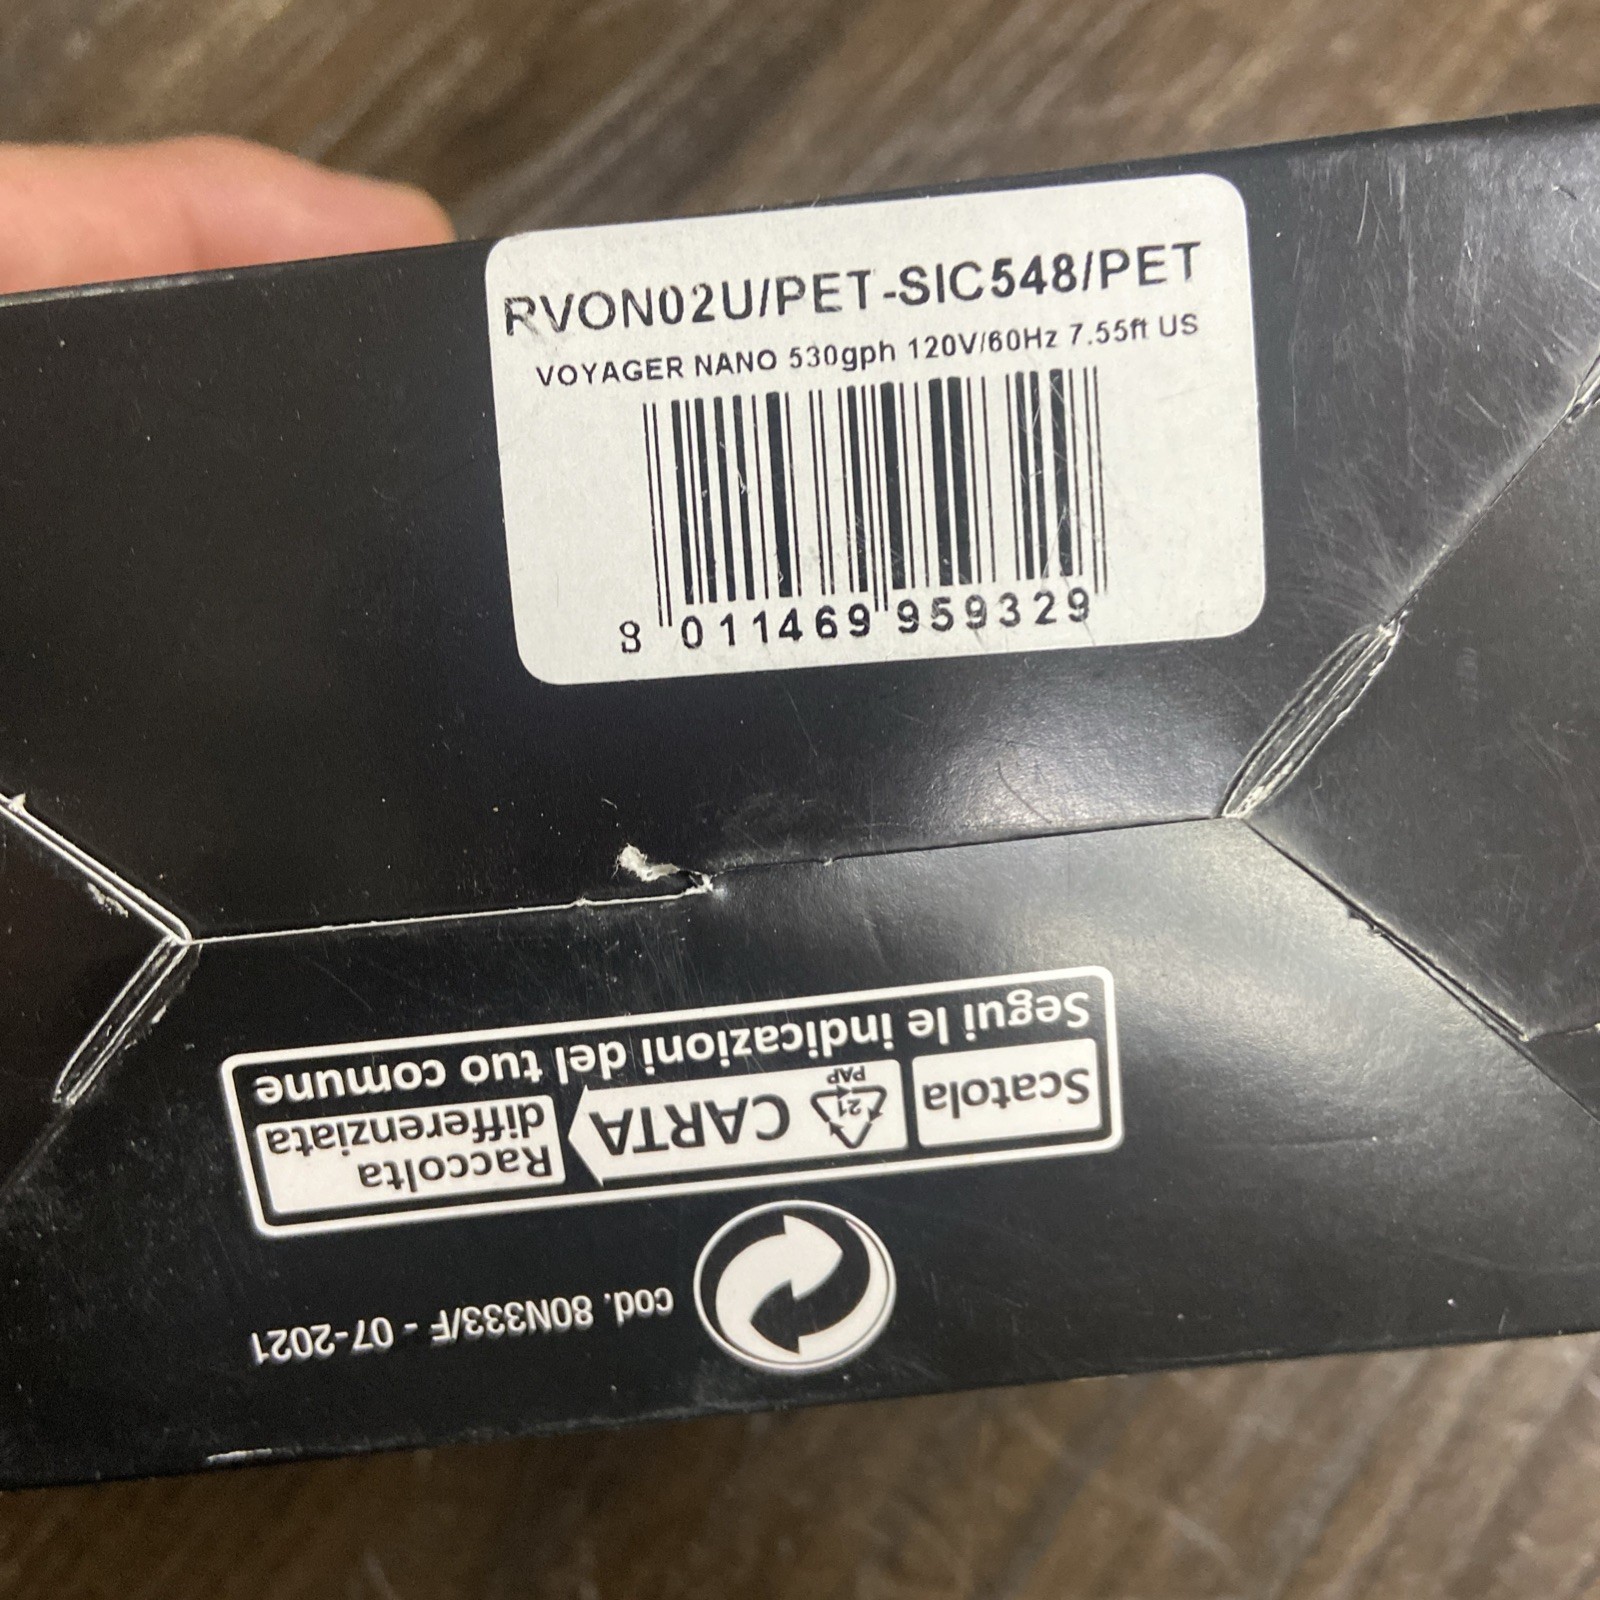 RVON02U/PET-SIC548/PET
VOYAGER NANO 530gph 120V/60Hz 7.55ft US
8 011469 959329
Segui le indicazioni del tuo comune
Scatola
21
PAP
CARTA
Raccolta
differenziata
cod. 80N333/F - 07-2021